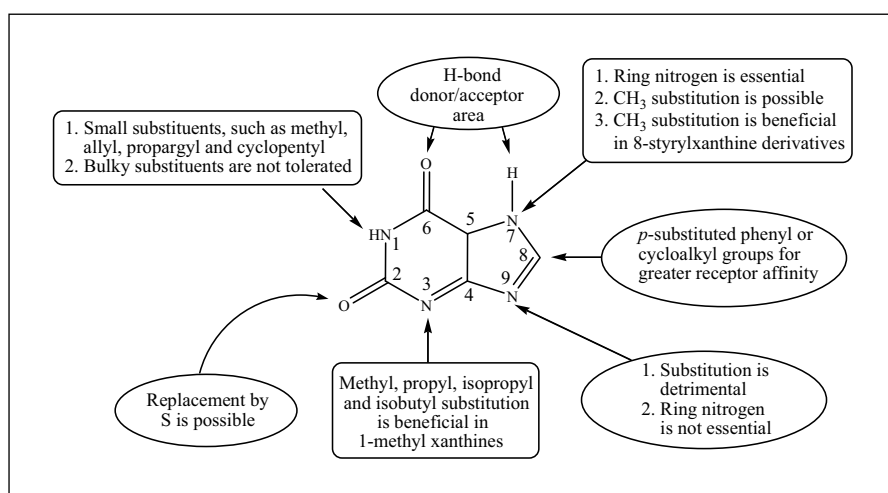 H-bond
donor/acceptor
area
1. Ring nitrogen is essential
2. CH₃ substitution is possible
3. CH₃ substitution is beneficial
in 8-styrylxanthine derivatives
1. Small substituents, such as methyl,
allyl, propargyl and cyclopentyl
2. Bulky substituents are not tolerated
O
H
5
6
N
7
HN
1
8
p-substituted phenyl or
cycloalkyl groups for
greater receptor affinity
2
3
9
4
O
N
N
Replacement by
S is possible
Methyl, propyl, isopropyl
and isobutyl substitution
is beneficial in
1-methyl xanthines
1. Substitution is
detrimental
2. Ring nitrogen
is not essential